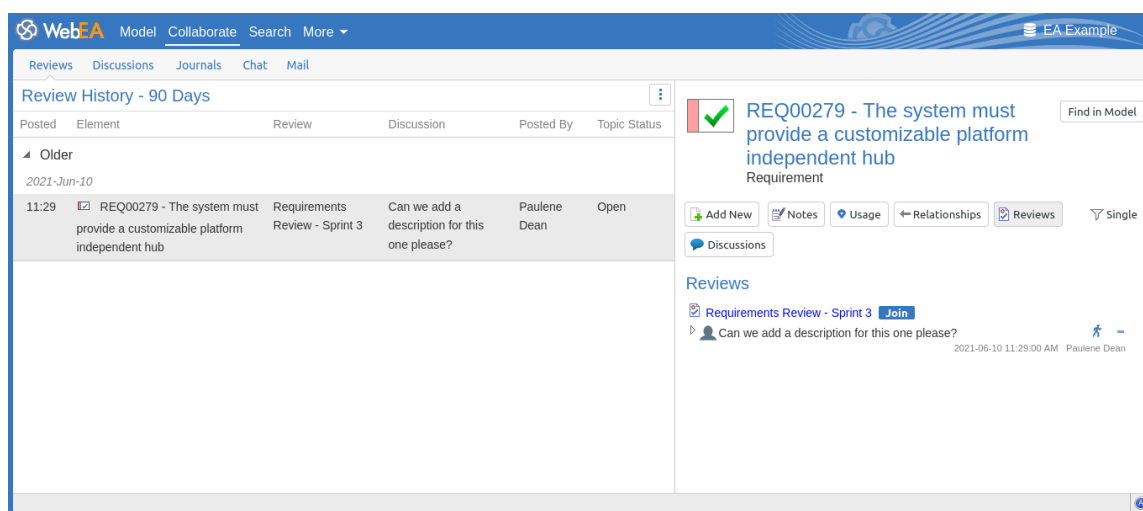 WebEA Model Collaborate Search More EA Example
Reviews Discussions Journals Chat Mail
Review History - 90 Days
Posted Element Review Discussion Posted By Topic Status
Older
2021-Jun-10
11:29 REQ00279 - The system must Requirements Can we add a Paulene Open
provide a customizable platform Review - Sprint 3 description for this Dean
independent hub one please?
REQ00279 - The system must Find in Model
provide a customizable platform
independent hub
Requirement
Add New Notes Usage Relationships Reviews Single
Discussions
Reviews
Requirements Review - Sprint 3 Join
Can we add a description for this one please?
2021-06-10 11:29:00 AM Paulene Dean